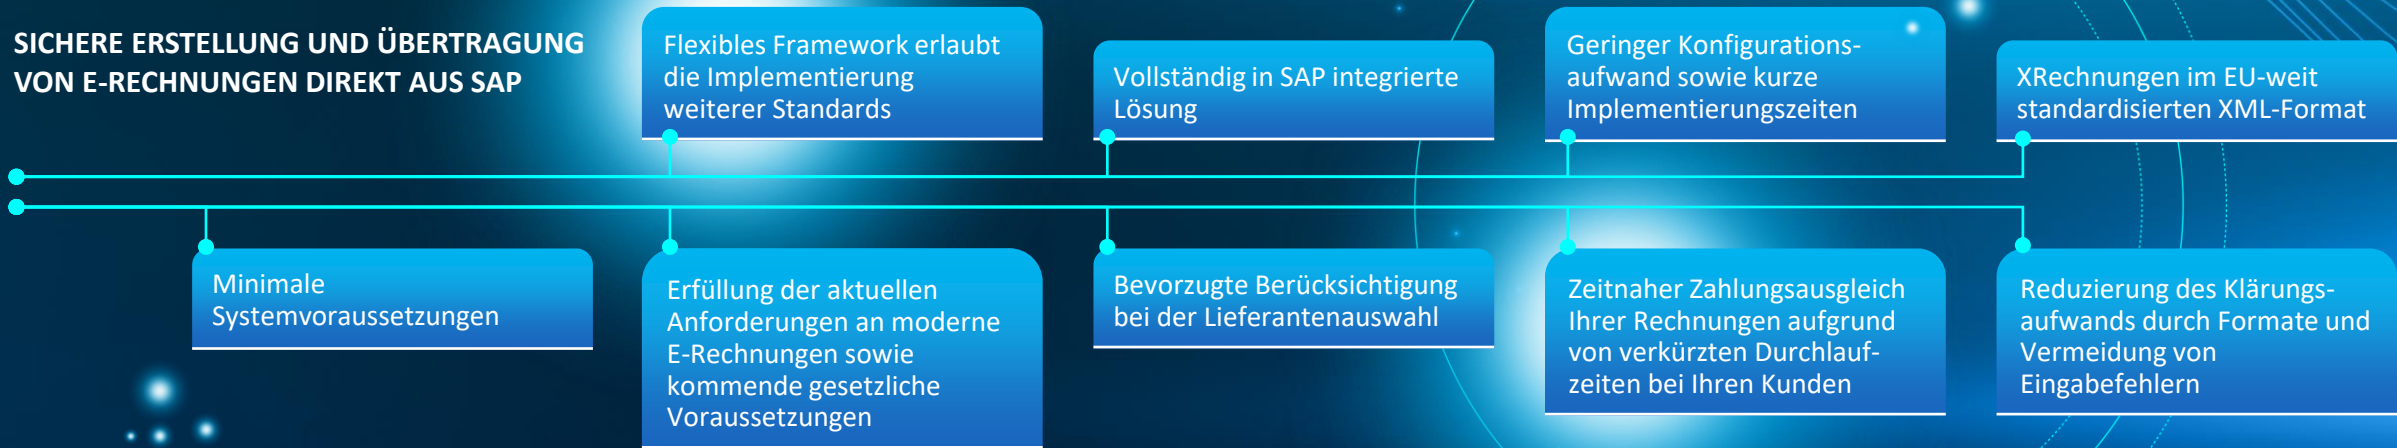 SICHERE ERSTELLUNG UND ÜBERTRAGUNG
VON E-RECHNUNGEN DIREKT AUS SAP
Flexibles Framework erlaubt
die Implementierung
weiterer Standards
Vollständig in SAP integrierte
Lösung
Geringer Konfigurations-
aufwand sowie kurze
Implementierungszeiten
XRechnungen im EU-weit
standardisierten XML-Format
Minimale
Systemvoraussetzungen
Erfüllung der aktuellen
Anforderungen an moderne
E-Rechnungen sowie
kommende gesetzliche
Voraussetzungen
Bevorzugte Berücksichtigung
bei der Lieferantenauswahl
Zeitnaher Zahlungsausgleich
Ihrer Rechnungen aufgrund
von verkürzten Durchlauf-
zeiten bei Ihren Kunden
Reduzierung des Klärungs-
aufwands durch Formate und
Vermeidung von
Eingabefehlern